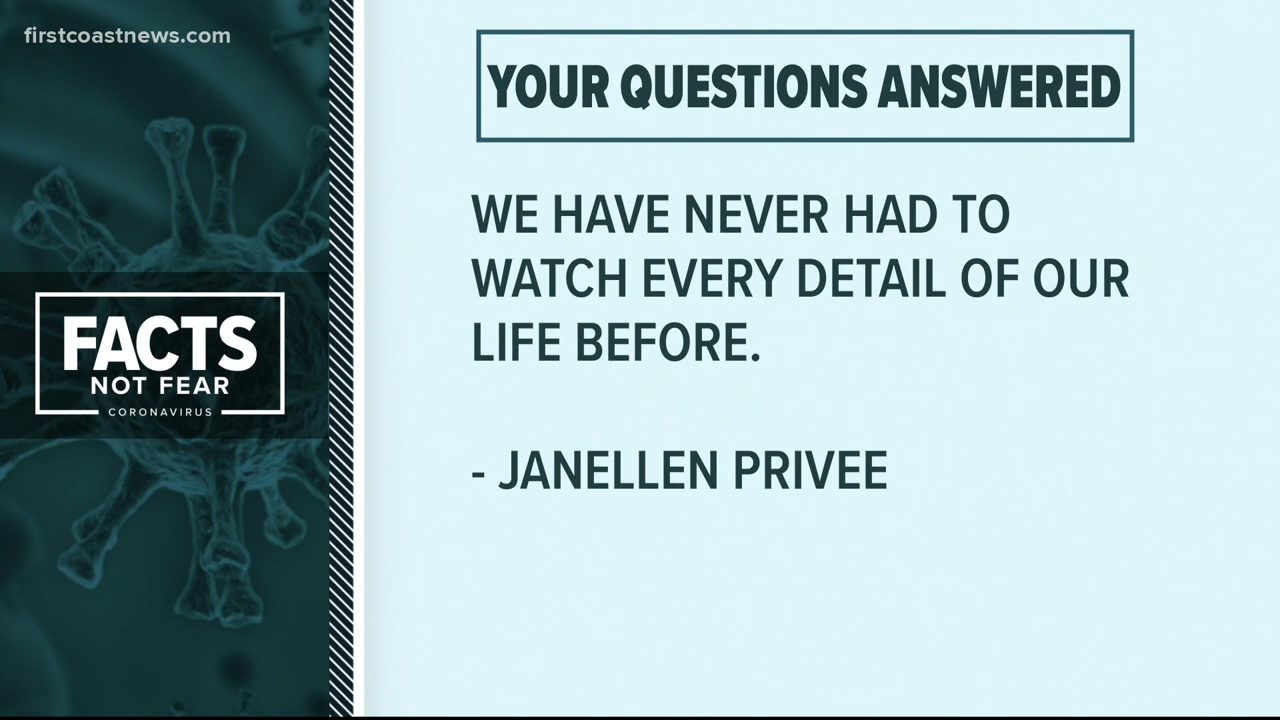 firstcoastnews.com
YOUR QUESTIONS ANSWERED
WE HAVE NEVER HAD TO
WATCH EVERY DETAIL OF OUR
LIFE BEFORE.
- JANELLEN PRIVEE
FACTS
NOT FEAR
CORONAVIRUS